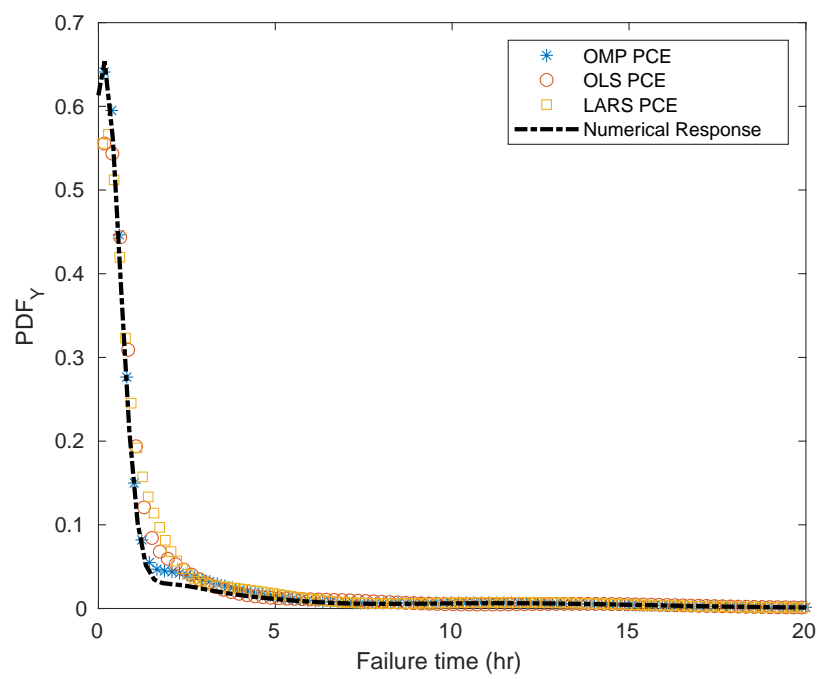 0.7
0.6
0.5
0.4
0.3
0.2
0.1
0
PDF_Y
OMP PCE
OLS PCE
LARS PCE
Numerical Response
0 5 10 15 20
Failure time (hr)